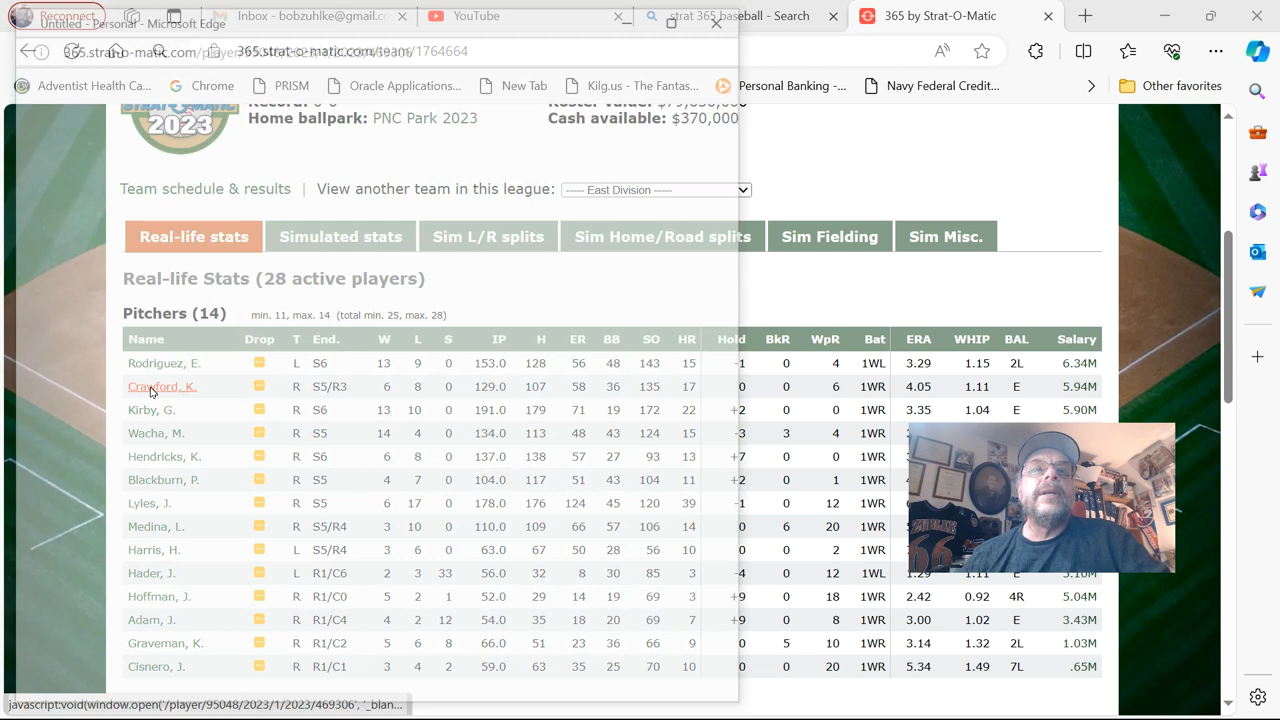 Reconnect
Untitled - Personal - Microsoft Edge
Inbox - bobzuhlke@gmail.c
YouTube
strat 365 baseball - Search
365 by Strat-O-Matic
365.strat-o-matic.com/team/1764664
Adventist Health Ca...
Chrome
PRISM
Oracle Applications...
New Tab
Kilg.us - The Fantas...
Personal Banking -...
Navy Federal Credit...
Other favorites
STRAT-O-MATIC
2023
Home ballpark: PNC Park 2023
Cash available: $370,000
Team schedule & results | View another team in this league: ----- East Division -----
Real-life stats Simulated stats Sim L/R splits Sim Home/Road splits Sim Fielding Sim Misc.
Real-life Stats (28 active players)
Pitchers (14) min. 11, max. 14 (total min. 25, max. 28)
Name Drop T End. W L S IP H ER BB SO HR Hold BkR WpR Bat ERA WHIP BAL Salary
Rodriguez, E. L S6 13 9 0 153.0 128 56 48 143 15 -1 0 4 1WL 3.29 1.15 2L 6.34M
Crawford, K. R S5/R3 6 8 0 129.0 107 58 36 135 17 0 0 6 1WR 4.05 1.11 E 5.94M
Kirby, G. R S6 13 10 0 191.0 179 71 19 172 22 +2 0 0 1WR 3.35 1.04 E 5.90M
Wacha, M. R S5 14 4 0 134.0 113 48 43 124 15 -3 3 4 1WR
Hendricks, K. R S6 6 8 0 137.0 138 57 27 93 13 +7 0 0 1WR
Blackburn, P. R S5 4 7 0 104.0 117 51 43 104 11 +2 0 1 1WR
Lyles, J. R S5 6 17 0 178.0 176 124 45 120 39 -1 0 12 1WR
Medina, L. R S5/R4 3 10 0 110.0 109 66 57 106 14 0 6 20 1WR
Harris, H. L S5/R4 3 6 0 63.0 67 50 28 56 10 0 0 2 1WR
Hader, J. L R1/C6 2 3 33 56.0 32 8 30 85 3 -4 0 12 1WL 1.29 1.11 E 5.10M
Hoffman, J. R R1/C0 5 2 1 52.0 29 14 19 69 3 +9 0 18 1WR 2.42 0.92 4R 5.04M
Adam, J. R R1/C4 4 2 12 54.0 35 18 20 69 7 +9 0 8 1WR 3.00 1.02 E 3.43M
Graveman, K. R R1/C2 5 6 8 66.0 51 23 36 66 9 0 5 10 1WR 3.14 1.32 2L 1.03M
Cisnero, J. R R1/C1 3 4 2 59.0 63 35 25 70 10 0 0 20 1WR 5.34 1.49 7L .65M
66
javascript:void(window.open('/player/95048/2023/1/2023/469306', '_blan...